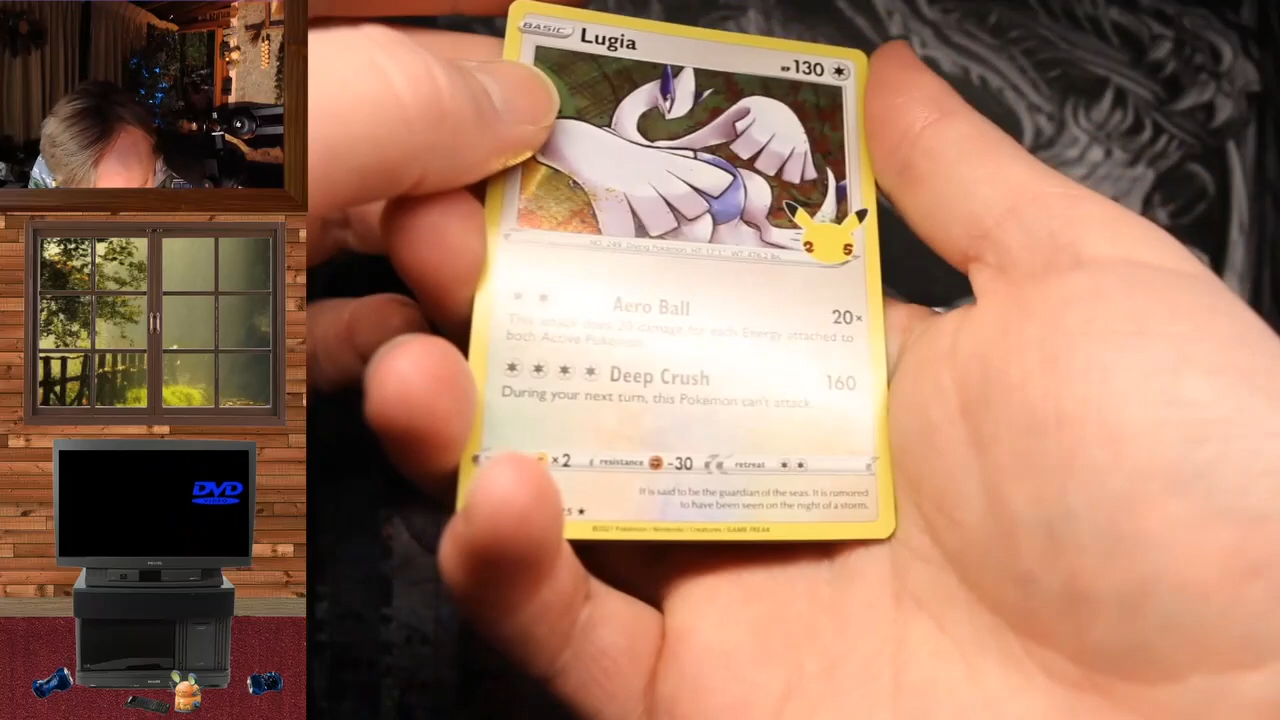 BASIC Lugia
HP 130
NO. 249 Diving Pokémon HT: 17'1" WT: 476.2 lbs.
25
Aero Ball 20×
This attack does 20 damage for each Energy attached to
both Active Pokémon.
Deep Crush 160
During your next turn, this Pokémon can't attack.
×2 resistance -30 retreat
It is said to be the guardian of the seas. It is rumored
to have been seen on the night of a storm.
©2021 Pokémon / Nintendo / Creatures / GAME FREAK
DVD
VIDEO
PHILIPS